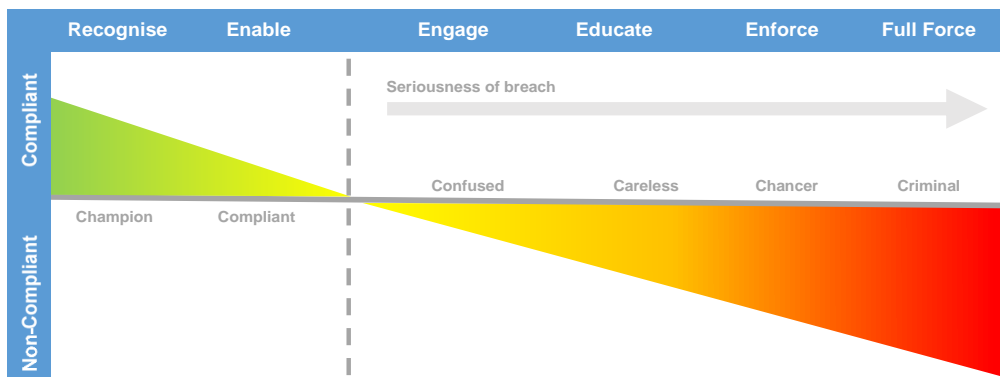 Recognise Enable Engage Educate Enforce Full Force
Compliant
Seriousness of breach
Confused Careless Chancer Criminal
Champion Compliant
Non-Compliant